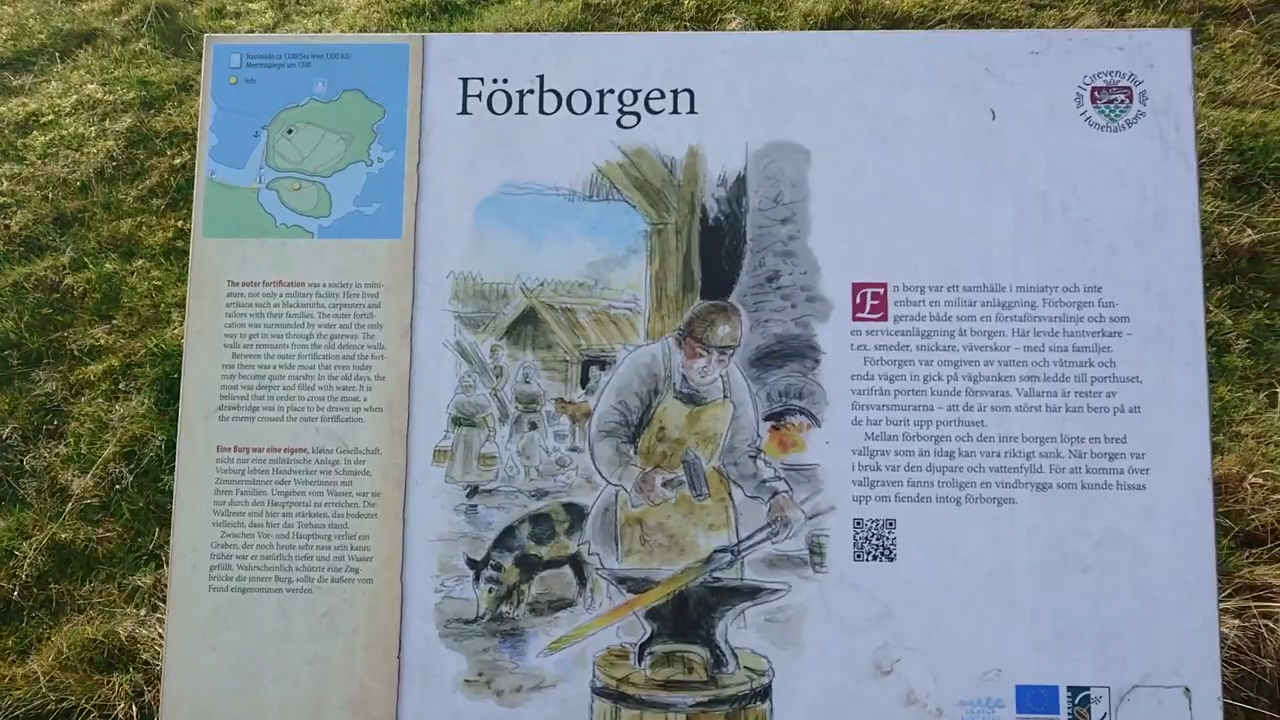 Havsnivån ca 1300/Sea level 1300 AD/
Meeresspiegel um 1300
Info
P
P
Förborgen
I Grevens Tid
I Hunehals Borg
The outer fortification was a society in mini-
ature, not only a military facility. Here lived
artisans such as blacksmiths, carpenters and
tailors with their families. The outer fortifi-
cation was surrounded by water and the only
way to get in was through the gateway. The
walls are remnants from the old defence walls.
Between the outer fortification and the fort-
ress there was a wide moat that even today
may become quite marshy. In the old days, the
moat was deeper and filled with water. It is
believed that in order to cross the moat, a
drawbridge was in place to be drawn up when
the enemy crossed the outer fortification.
Eine Burg war eine eigene, kleine Gesellschaft,
nicht nur eine militärische Anlage. In der
Vorburg lebten Handwerker wie Schmiede,
Zimmermänner oder Weberinnen mit
ihren Familien. Umgeben vom Wasser, war sie
nur durch den Hauptportal zu erreichen. Die
Wallreste sind hier am stärksten, das bedeutet
vielleicht, dass hier das Torhaus stand.
Zwischen Vor- und Hauptburg verlief ein
Graben, der noch heute sehr nass sein kann;
früher war er natürlich tiefer und mit Wasser
gefüllt. Wahrscheinlich schützte eine Zug-
brücke die innere Burg, sollte die äußere vom
Feind eingenommen werden.
En borg var ett samhälle i miniatyr och inte
enbart en militär anläggning. Förborgen fun-
gerade både som en förstaförsvarslinje och som
en serviceanläggning åt borgen. Här levde hantverkare –
t.ex. smeder, snickare, väverskor – med sina familjer.
Förborgen var omgiven av vatten och våtmark och
enda vägen in gick på vägbanken som ledde till porthuset,
varifrån porten kunde försvaras. Vallarna är rester av
försvarsmurarna – att de är som störst här kan bero på att
de har burit upp porthuset.
Mellan förborgen och den inre borgen löpte en bred
vallgrav som än idag kan vara riktigt sank. När borgen var
i bruk var den djupare och vattenfylld. För att komma över
vallgraven fanns troligen en vindbrygga som kunde hissas
upp om fienden intog förborgen.